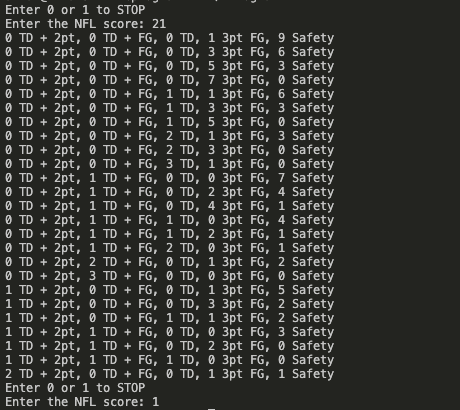 Enter 0 or 1 to STOP
Enter the NFL score: 21
0 TD + 2pt, 0 TD + FG, 0 TD, 1 3pt FG, 9 Safety
0 TD + 2pt, 0 TD + FG, 0 TD, 3 3pt FG, 6 Safety
0 TD + 2pt, 0 TD + FG, 0 TD, 5 3pt FG, 3 Safety
0 TD + 2pt, 0 TD + FG, 0 TD, 7 3pt FG, 0 Safety
0 TD + 2pt, 0 TD + FG, 1 TD, 1 3pt FG, 6 Safety
0 TD + 2pt, 0 TD + FG, 1 TD, 3 3pt FG, 3 Safety
0 TD + 2pt, 0 TD + FG, 1 TD, 5 3pt FG, 0 Safety
0 TD + 2pt, 0 TD + FG, 2 TD, 1 3pt FG, 3 Safety
0 TD + 2pt, 0 TD + FG, 2 TD, 3 3pt FG, 0 Safety
0 TD + 2pt, 0 TD + FG, 3 TD, 1 3pt FG, 0 Safety
0 TD + 2pt, 1 TD + FG, 0 TD, 0 3pt FG, 7 Safety
0 TD + 2pt, 1 TD + FG, 0 TD, 2 3pt FG, 4 Safety
0 TD + 2pt, 1 TD + FG, 0 TD, 4 3pt FG, 1 Safety
0 TD + 2pt, 1 TD + FG, 1 TD, 0 3pt FG, 4 Safety
0 TD + 2pt, 1 TD + FG, 1 TD, 2 3pt FG, 1 Safety
0 TD + 2pt, 1 TD + FG, 2 TD, 0 3pt FG, 1 Safety
0 TD + 2pt, 2 TD + FG, 0 TD, 1 3pt FG, 2 Safety
0 TD + 2pt, 3 TD + FG, 0 TD, 0 3pt FG, 0 Safety
1 TD + 2pt, 0 TD + FG, 0 TD, 1 3pt FG, 5 Safety
1 TD + 2pt, 0 TD + FG, 0 TD, 3 3pt FG, 2 Safety
1 TD + 2pt, 0 TD + FG, 1 TD, 1 3pt FG, 2 Safety
1 TD + 2pt, 1 TD + FG, 0 TD, 0 3pt FG, 3 Safety
1 TD + 2pt, 1 TD + FG, 0 TD, 2 3pt FG, 0 Safety
1 TD + 2pt, 1 TD + FG, 1 TD, 0 3pt FG, 0 Safety
2 TD + 2pt, 0 TD + FG, 0 TD, 1 3pt FG, 1 Safety
Enter 0 or 1 to STOP
Enter the NFL score: 1